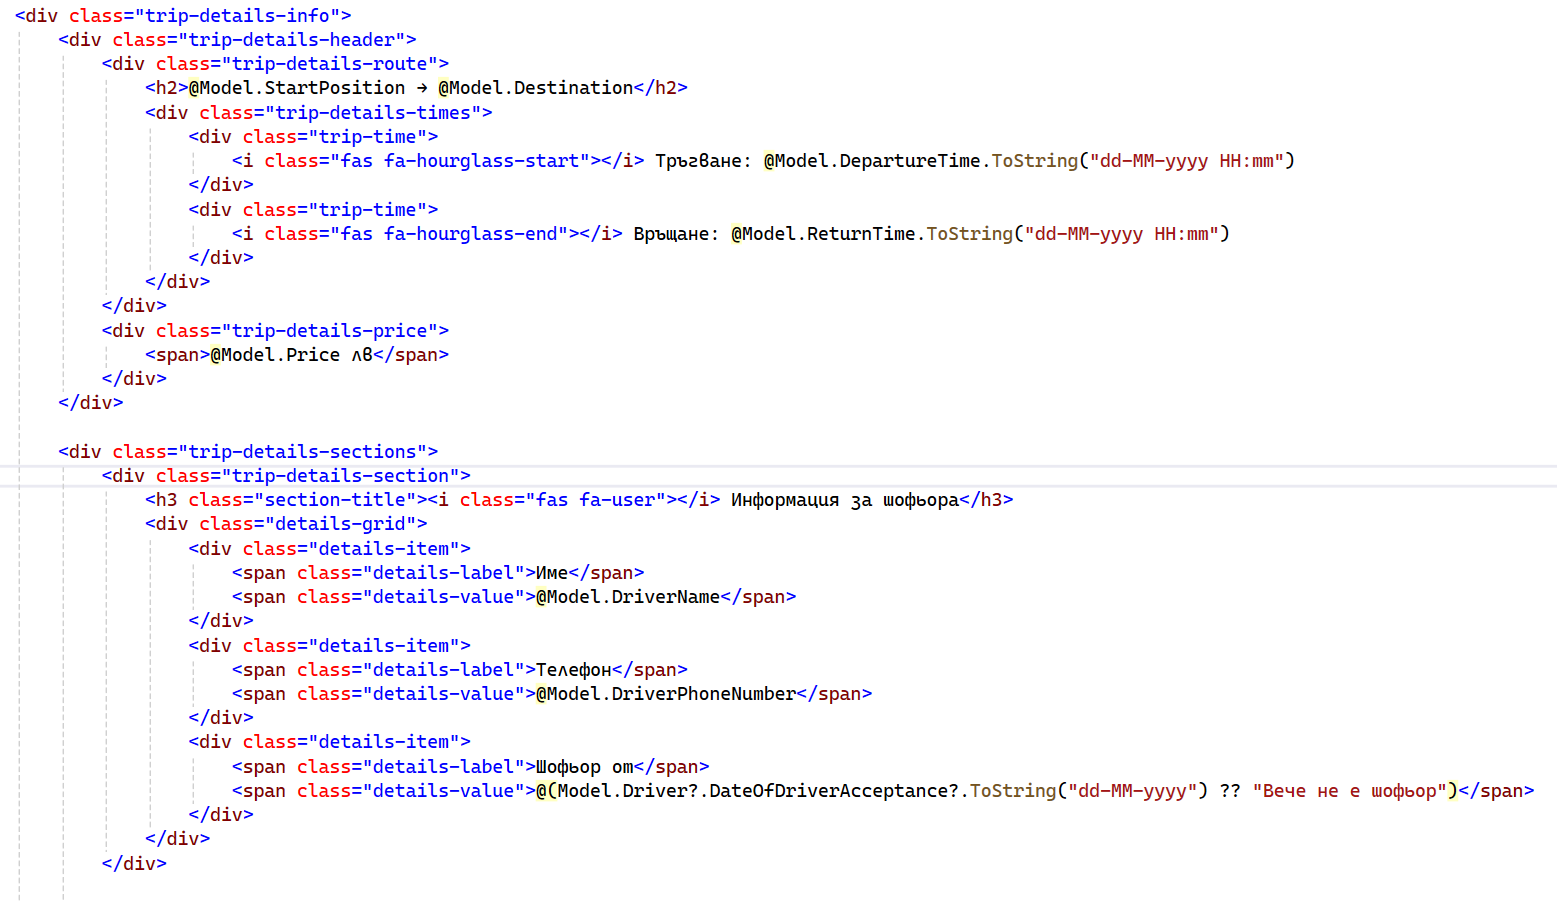 <div class="trip-details-info">
    <div class="trip-details-header">
        <div class="trip-details-route">
            <h2>@Model.StartPosition → @Model.Destination</h2>
            <div class="trip-details-times">
                <div class="trip-time">
                    <i class="fas fa-hourglass-start"></i> Тръгване: @Model.DepartureTime.ToString("dd-MM-yyyy HH:mm")
                </div>
                <div class="trip-time">
                    <i class="fas fa-hourglass-end"></i> Връщане: @Model.ReturnTime.ToString("dd-MM-yyyy HH:mm")
                </div>
            </div>
        </div>
        <div class="trip-details-price">
            <span>@Model.Price лв</span>
        </div>
    </div>

    <div class="trip-details-sections">
        <div class="trip-details-section">
            <h3 class="section-title"><i class="fas fa-user"></i> Информация за шофьора</h3>
            <div class="details-grid">
                <div class="details-item">
                    <span class="details-label">Име</span>
                    <span class="details-value">@Model.DriverName</span>
                </div>
                <div class="details-item">
                    <span class="details-label">Телефон</span>
                    <span class="details-value">@Model.DriverPhoneNumber</span>
                </div>
                <div class="details-item">
                    <span class="details-label">Шофьор от</span>
                    <span class="details-value">@(Model.Driver?.DateOfDriverAcceptance?.ToString("dd-MM-yyyy") ?? "Вече не е шофьор")</span>
                </div>
            </div>
        </div>